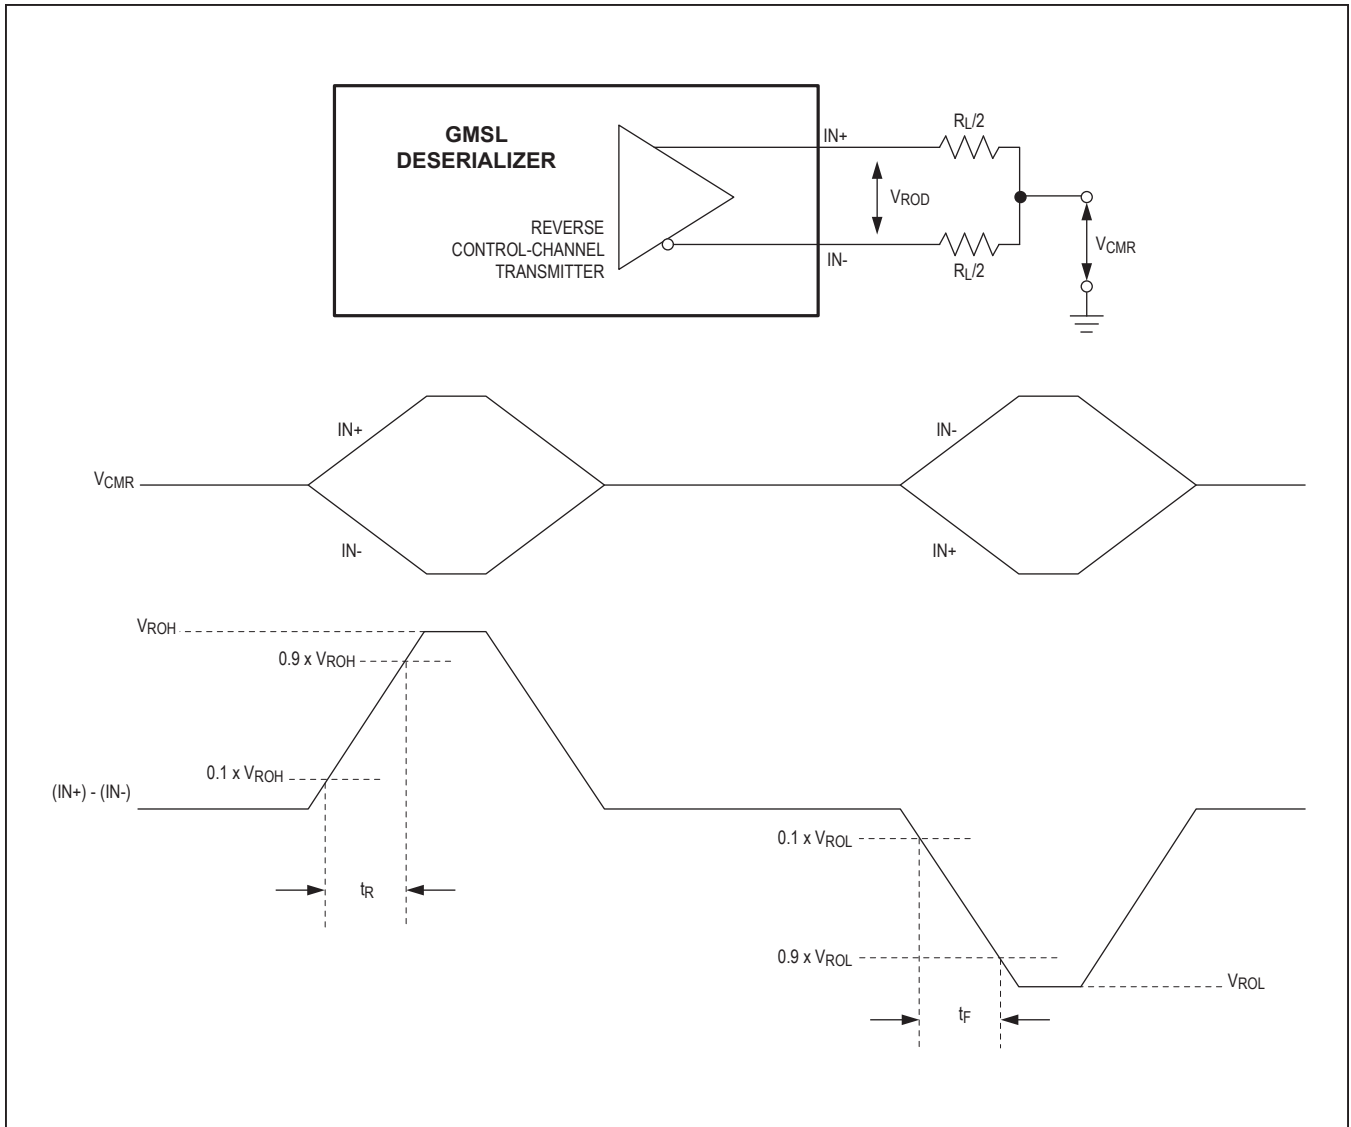 GMSL
DESERIALIZER
REVERSE
CONTROL-CHANNEL
TRANSMITTER
IN+
IN-
RL/2
VROD
RL/2
VCMR
IN+
VCMR
IN-
IN-
IN+
VROH
0.9 x VROH
0.1 x VROH
(IN+) - (IN-)
tR
0.1 x VROL
0.9 x VROL
VROL
tF